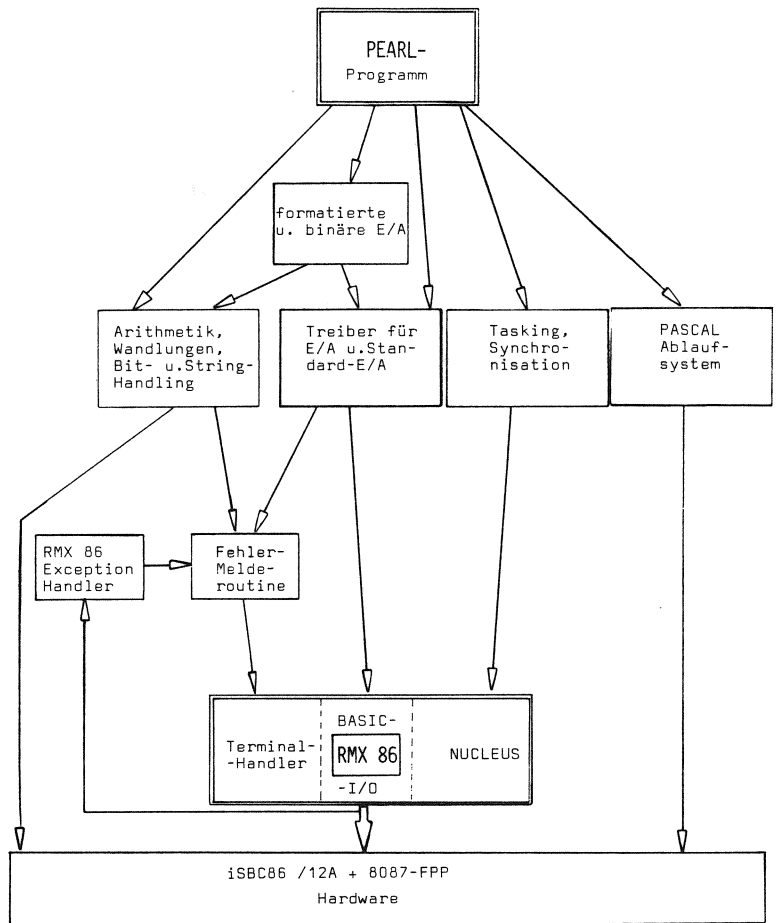 PEARL-
Programm
formatierte
u. binäre E/A
Arithmetik,
Wandlungen,
Bit- u.String-
Handling
Treiber für
E/A u.Stan-
dard-E/A
Tasking,
Synchro-
nisation
PASCAL
Ablauf-
system
RMX 86
Exception
Handler
Fehler-
Melde-
routine
Terminal-
-Handler
BASIC-
RMX 86
-I/O
NUCLEUS
iSBC86 /12A + 8087-FPP
Hardware